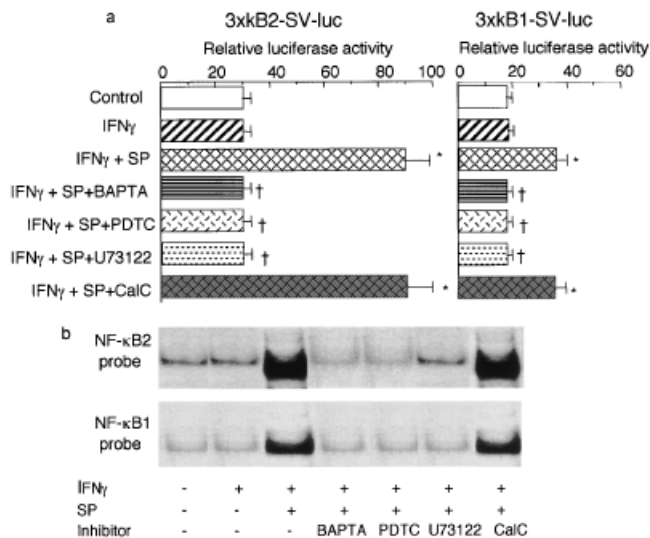 a
3xkB2-SV-luc
3xkB1-SV-luc
Relative luciferase activity
Relative luciferase activity
0 20 40 60 80 100
0 20 40 60
Control
IFNγ
IFNγ + SP * *
IFNγ + SP+BAPTA † †
IFNγ + SP+PDTC † †
IFNγ + SP+U73122 † †
IFNγ + SP+CalC * *
b
NF-κB2
probe
NF-κB1
probe
IFNγ - + + + + + +
SP - - + + + + +
Inhibitor - - - BAPTA PDTC U73122 CalC